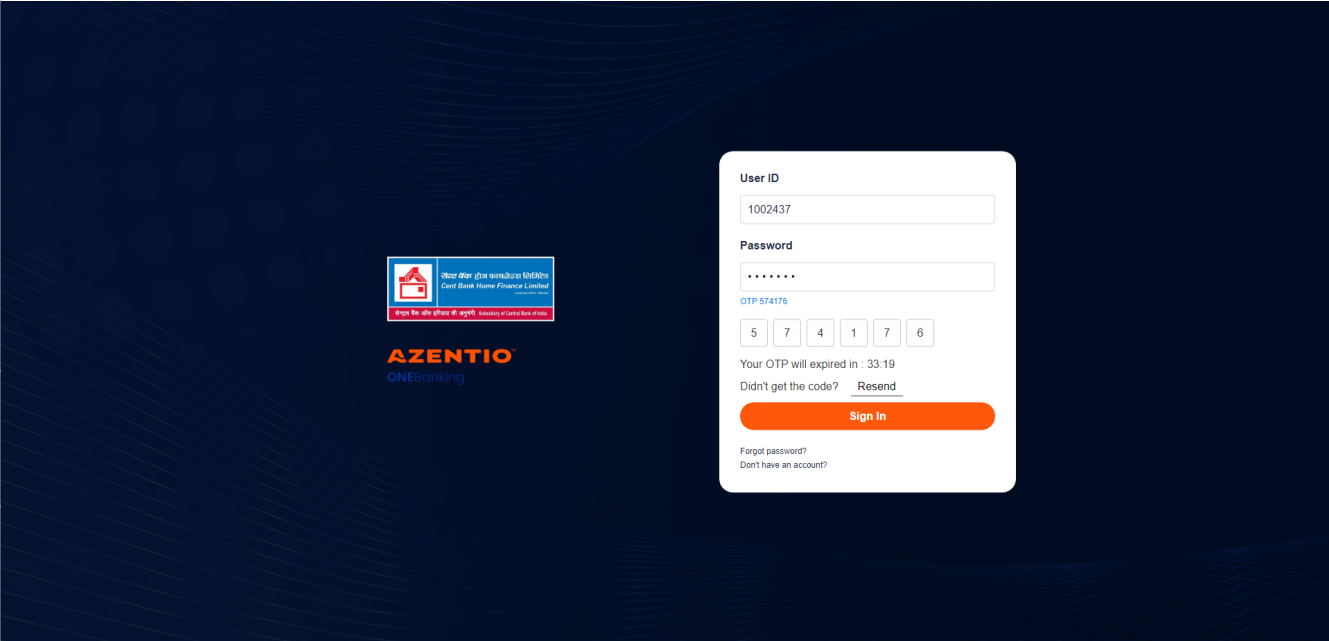 सेन्ट बैंक होम फायनेंन्स लिमिटेड
Cent Bank Home Finance Limited
सेन्ट्रल बैंक ऑफ इण्डिया की अनुषंगी Subsidiary of Central Bank of India
AZENTIO
ONEBanking
User ID
1002437
Password
•••••••
OTP 574176
5 7 4 1 7 6
Your OTP will expired in : 33:19
Didn't get the code? Resend
Sign In
Forgot password?
Don't have an account?